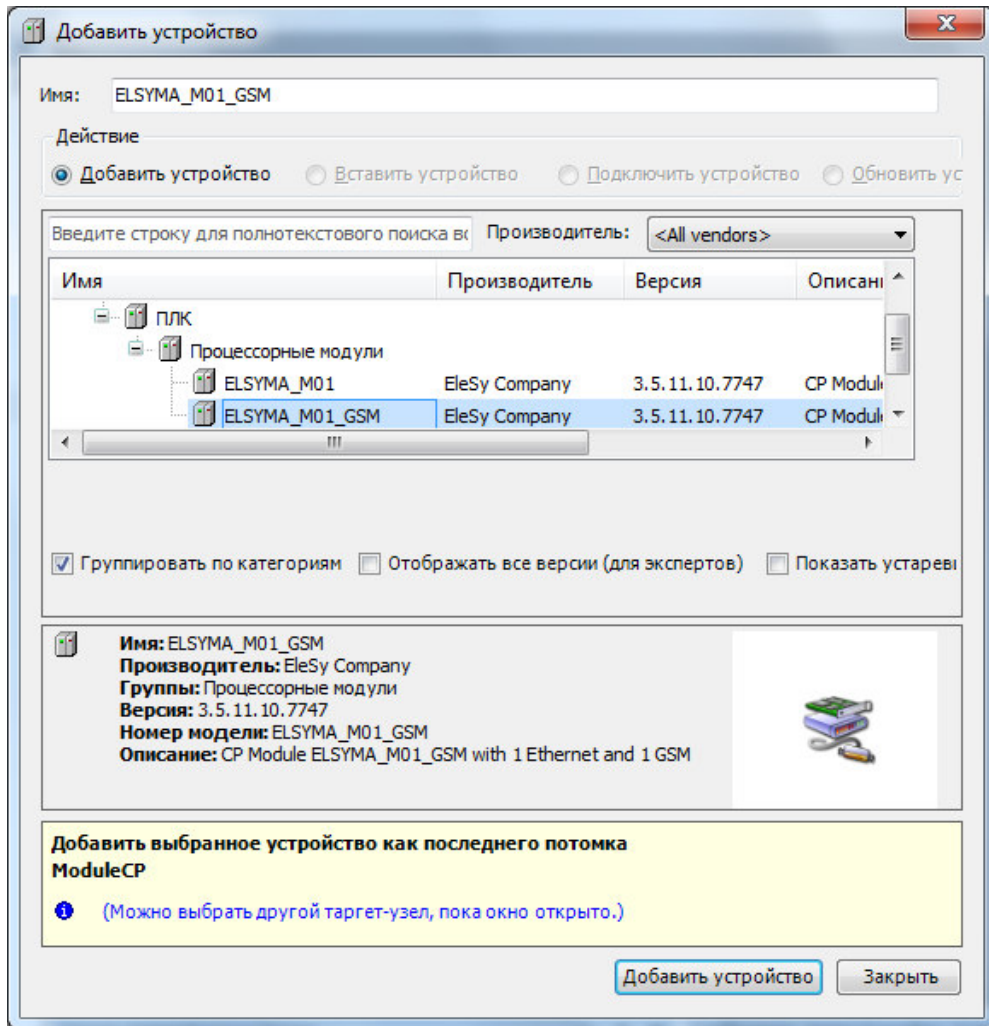 Добавить устройство
Имя: ELSYMA_M01_GSM
Действие
Добавить устройство Вставить устройство Подключить устройство Обновить ус
Введите строку для полнотекстового поиска вс Производитель: <All vendors>
Имя Производитель Версия Описани
ПЛК
Процессорные модули
ELSYMA_M01 EleSy Company 3.5.11.10.7747 CP Modul
ELSYMA_M01_GSM EleSy Company 3.5.11.10.7747 CP Modul
Группировать по категориям Отображать все версии (для экспертов) Показать устаревш
Имя: ELSYMA_M01_GSM
Производитель: EleSy Company
Группы: Процессорные модули
Версия: 3.5.11.10.7747
Номер модели: ELSYMA_M01_GSM
Описание: CP Module ELSYMA_M01_GSM with 1 Ethernet and 1 GSM
Добавить выбранное устройство как последнего потомка
ModuleCP
(Можно выбрать другой таргет-узел, пока окно открыто.)
Добавить устройство Закрыть